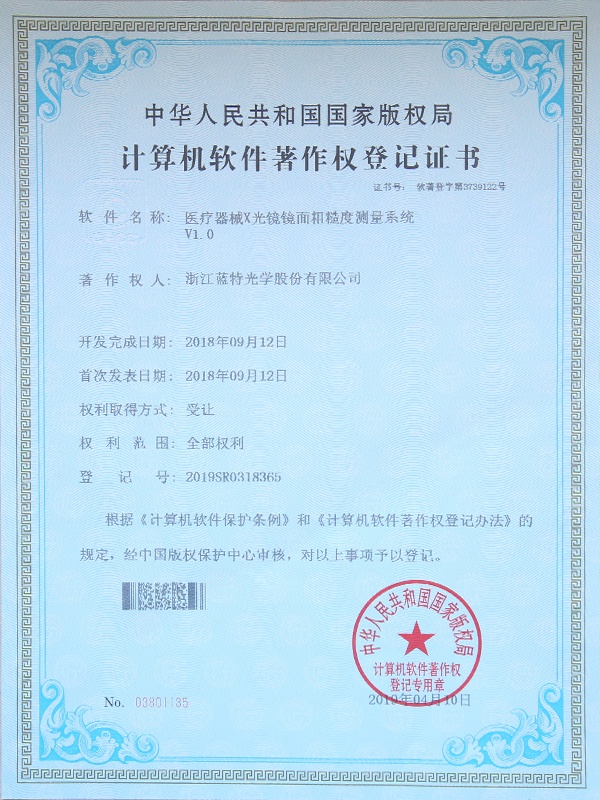 中华人民共和国国家版权局
计算机软件著作权登记证书
证书号： 软著登字第3739122号
软件名称： 医疗器械X光镜镜面粗糙度测量系统
V1.0
著作权人： 浙江蓝特光学股份有限公司
开发完成日期： 2018年09月12日
首次发表日期： 2018年09月12日
权利取得方式： 受让
权利范围： 全部权利
登记号： 2019SR0318365
根据《计算机软件保护条例》和《计算机软件著作权登记办法》的
规定，经中国版权保护中心审核，对以上事项予以登记。
中华人民共和国国家版权局
计算机软件著作权
登记专用章
No. 03801135
2019年04月10日